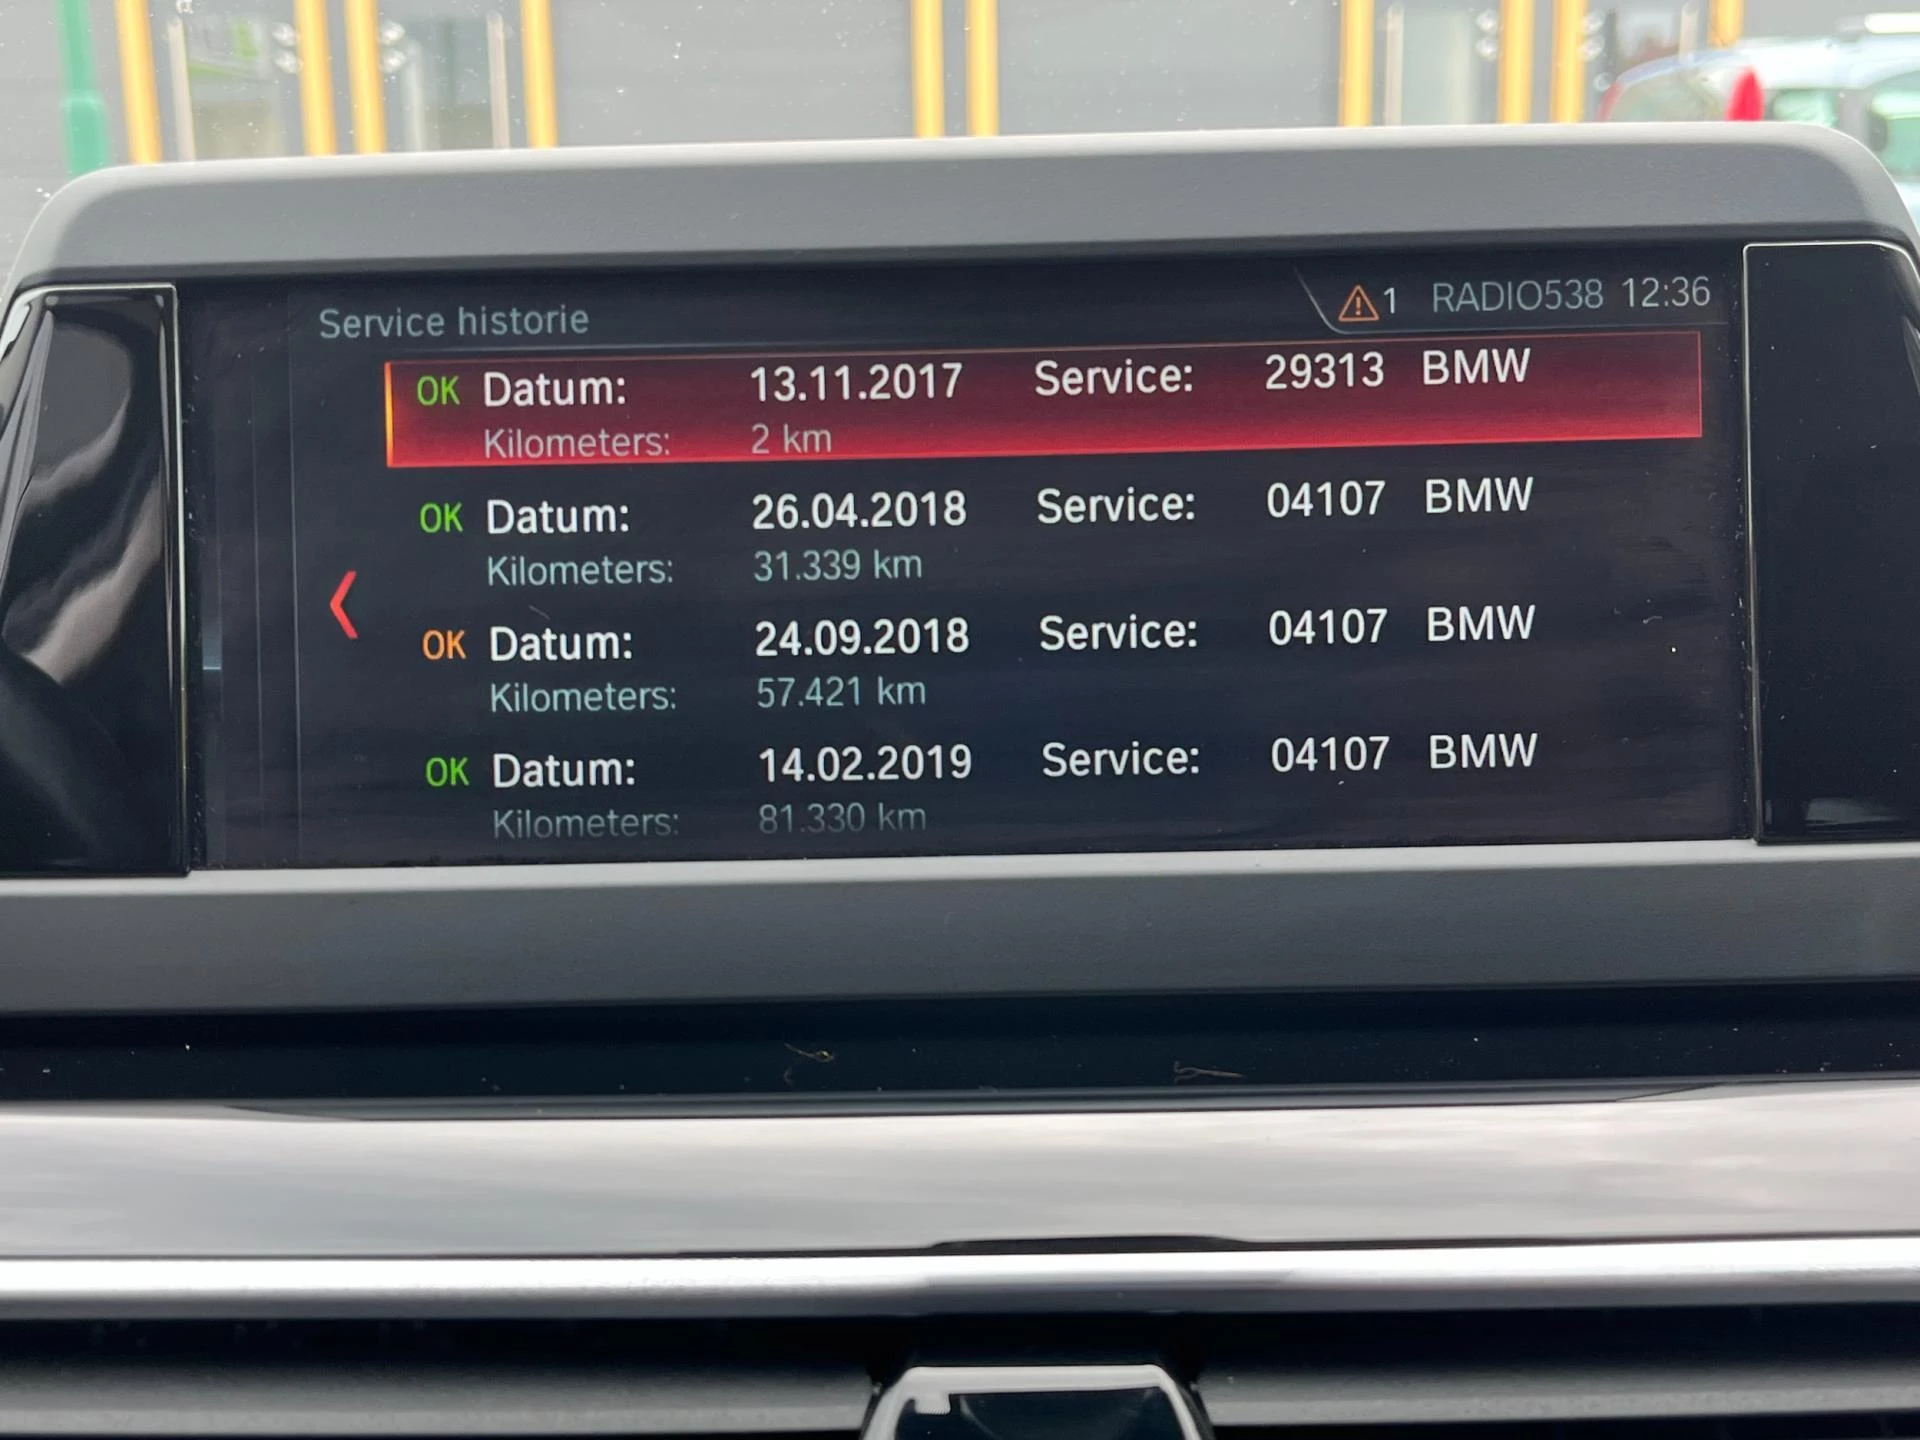 Service historie 1 RADIO538 12:36
OK Datum: 13.11.2017 Service: 29313 BMW
Kilometers: 2 km
OK Datum: 26.04.2018 Service: 04107 BMW
Kilometers: 31.339 km
OK Datum: 24.09.2018 Service: 04107 BMW
Kilometers: 57.421 km
OK Datum: 14.02.2019 Service: 04107 BMW
Kilometers: 81.330 km